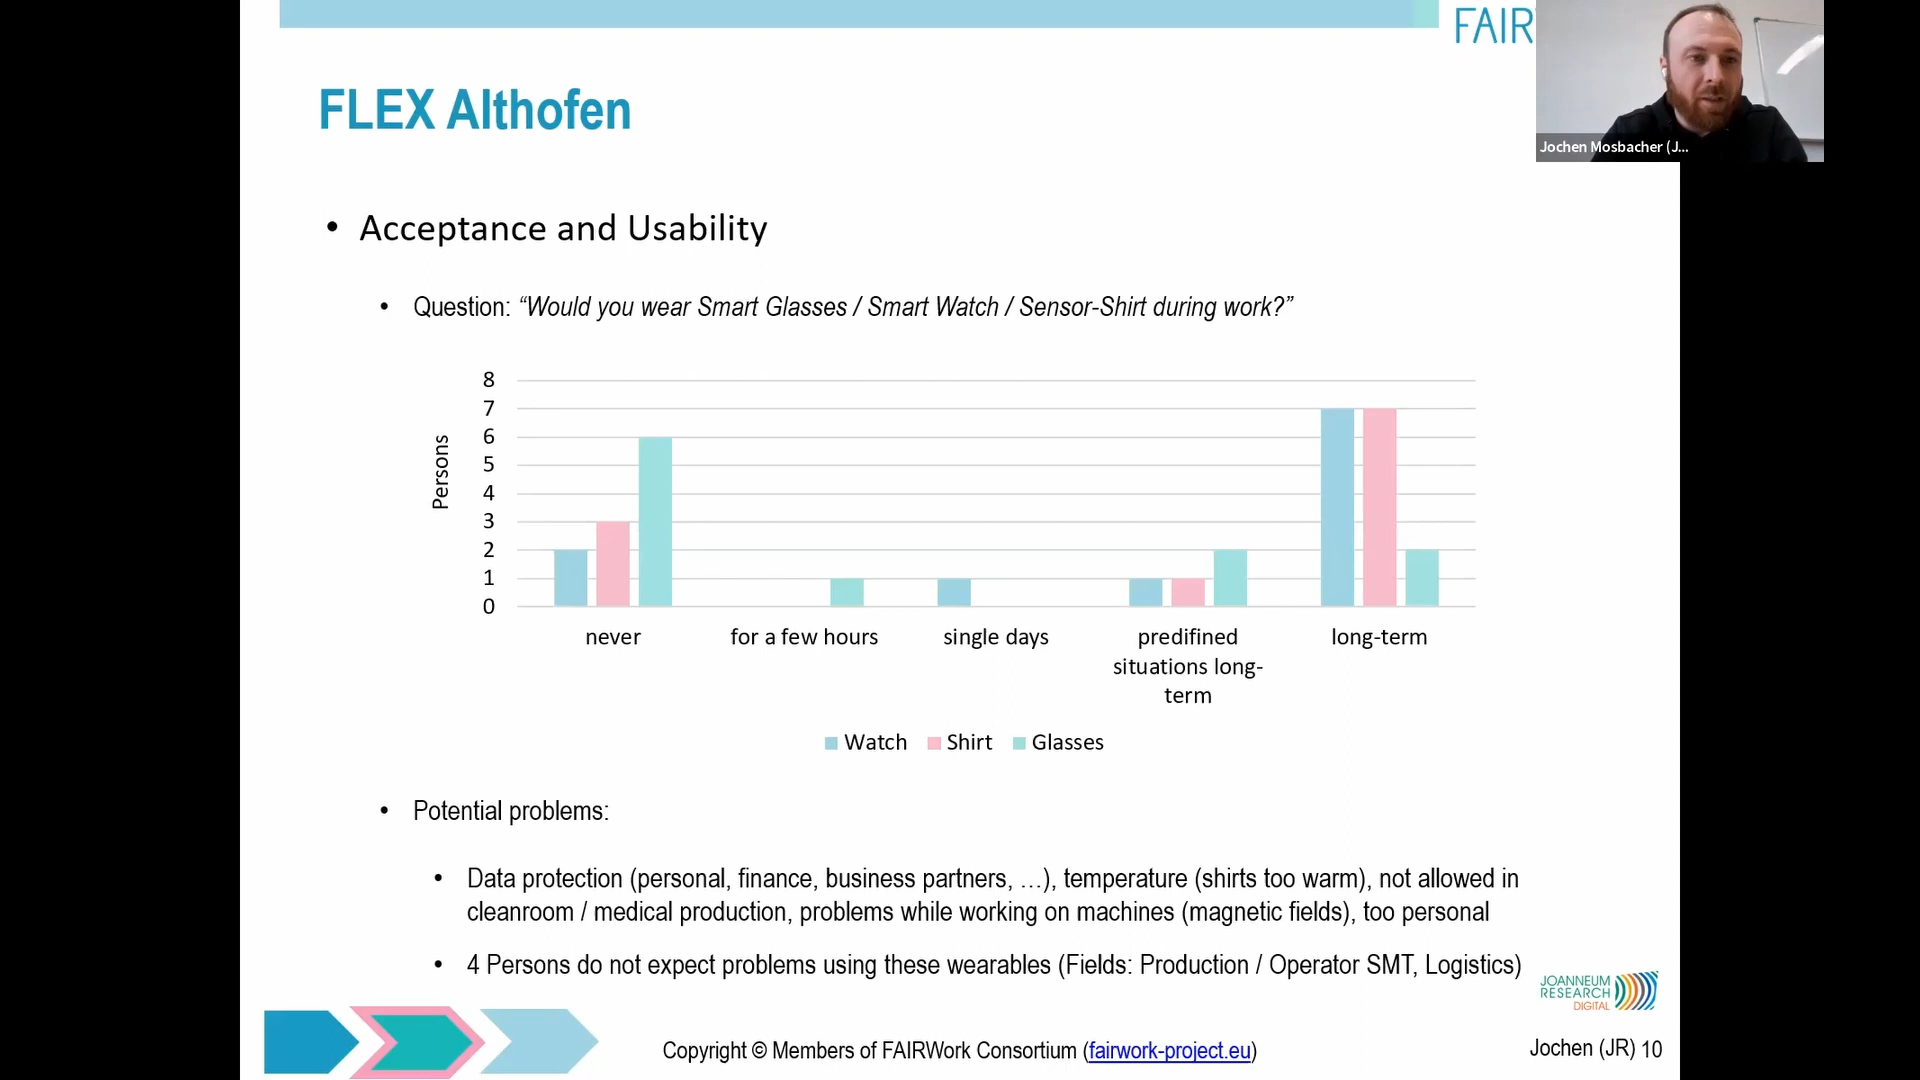 FAIR
Jochen Mosbacher (J...
FLEX Althofen
• Acceptance and Usability
• Question: “Would you wear Smart Glasses / Smart Watch / Sensor-Shirt during work?”
Persons
8
7
6
5
4
3
2
1
0
never
for a few hours
single days
predifined
situations long-
term
long-term
Watch Shirt Glasses
• Potential problems:
• Data protection (personal, finance, business partners, …), temperature (shirts too warm), not allowed in
cleanroom / medical production, problems while working on machines (magnetic fields), too personal
• 4 Persons do not expect problems using these wearables (Fields: Production / Operator SMT, Logistics)
JOANNEUM
RESEARCH
DIGITAL
Copyright © Members of FAIRWork Consortium (fairwork-project.eu)
Jochen (JR) 10